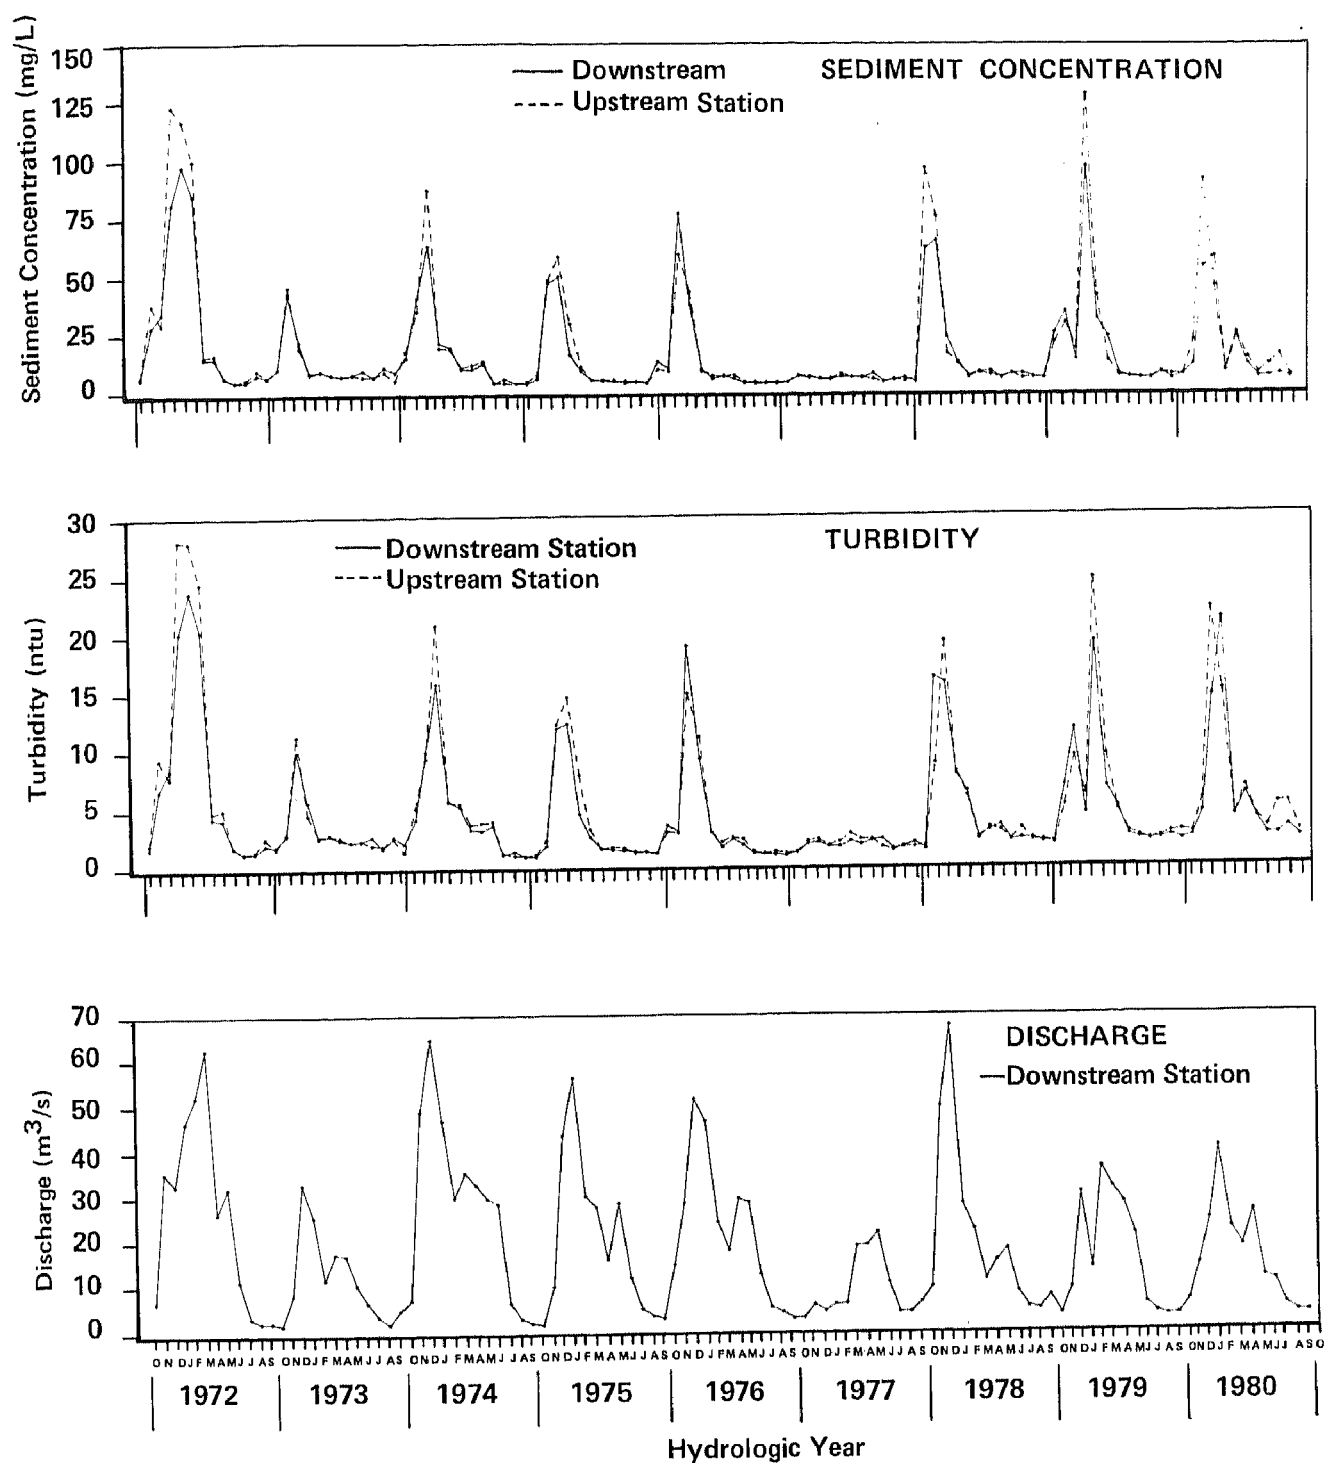 Sediment Concentration (mg/L)
150
125
100
75
50
25
0
SEDIMENT CONCENTRATION
Downstream
Upstream Station
Turbidity (ntu)
30
25
20
15
10
5
0
TURBIDITY
Downstream Station
Upstream Station
Discharge (m³/s)
70
60
50
40
30
20
10
0
DISCHARGE
Downstream Station
O N D J F M A M J J A S O N D J F M A M J J A S O N D J F M A M J J A S O N D J F M A M J J A S O N D J F M A M J J A S O N D J F M A M J J A S O N D J F M A M J J A S O N D J F M A M J J A S O N D J F M A M J J A S O
1972 1973 1974 1975 1976 1977 1978 1979 1980
Hydrologic Year